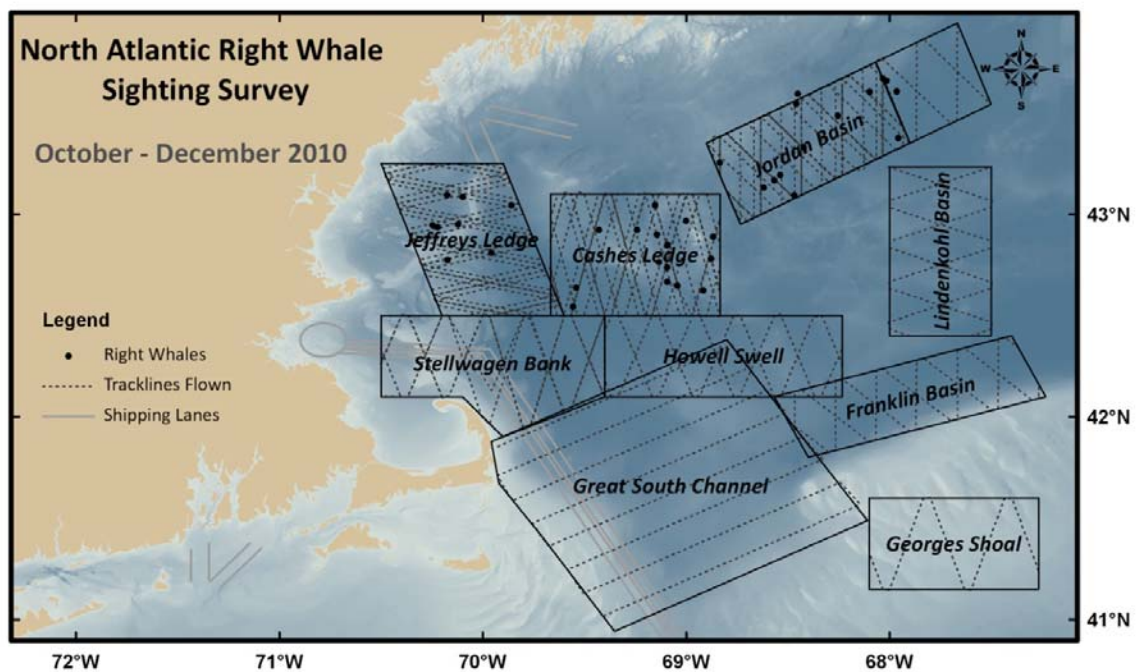 North Atlantic Right Whale
Sighting Survey
October - December 2010
N
W
E
S
Jordan Basin
Jeffreys Ledge
Cashes Ledge
Lindenkohl Basin
Legend
Right Whales
Tracklines Flown
Shipping Lanes
Stellwagen Bank
Howell Swell
Franklin Basin
Great South Channel
Georges Shoal
43°N
42°N
41°N
72°W
71°W
70°W
69°W
68°W